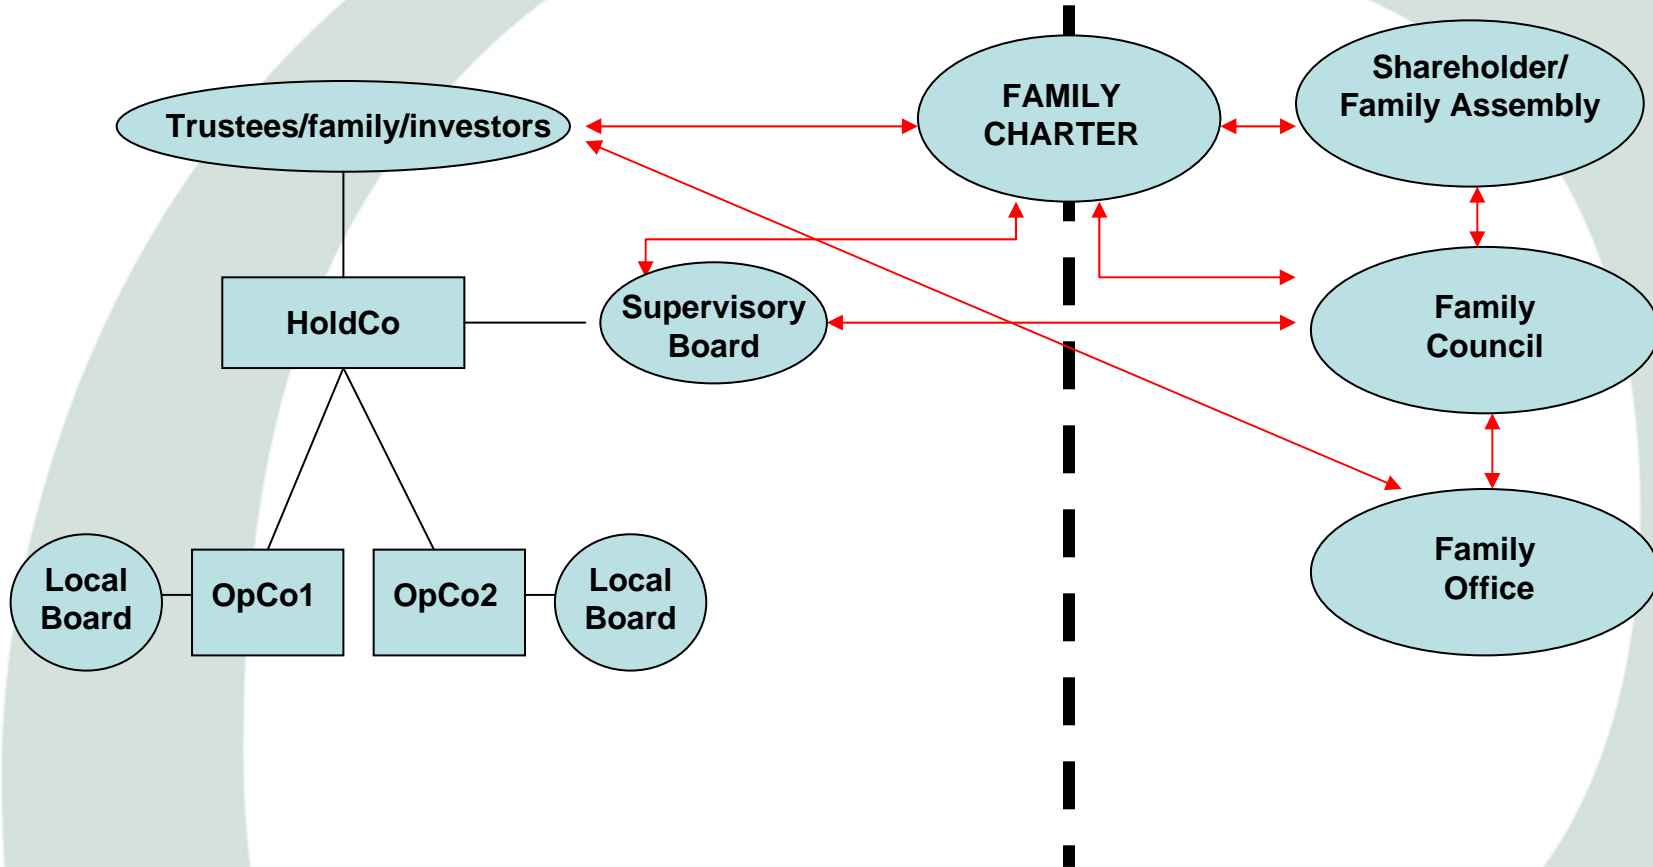 FAMILY
CHARTER
Shareholder/
Family Assembly
Trustees/family/investors
HoldCo
Supervisory
Board
Family
Council
Local
Board
OpCo1
OpCo2
Local
Board
Family
Office